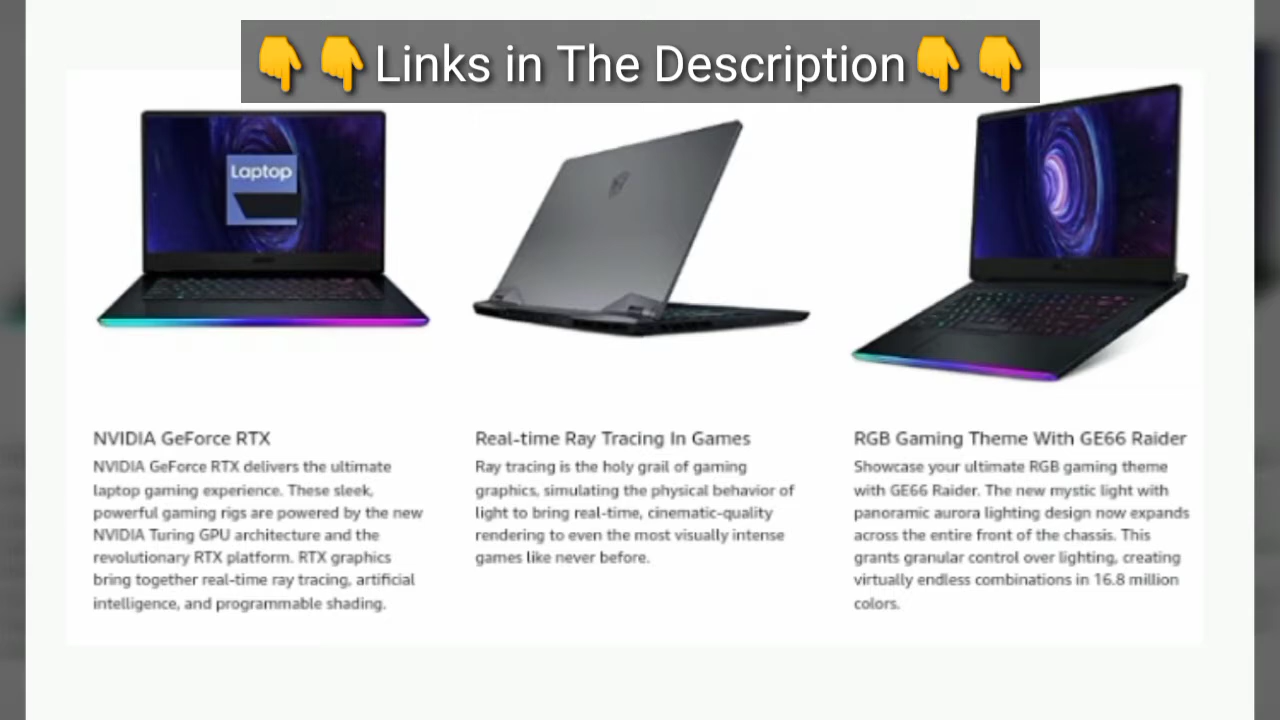 👇👇Links in The Description👇👇
Laptop
NVIDIA GeForce RTX
NVIDIA GeForce RTX delivers the ultimate
laptop gaming experience. These sleek,
powerful gaming rigs are powered by the new
NVIDIA Turing GPU architecture and the
revolutionary RTX platform. RTX graphics
bring together real-time ray tracing, artificial
intelligence, and programmable shading.
Real-time Ray Tracing In Games
Ray tracing is the holy grail of gaming
graphics, simulating the physical behavior of
light to bring real-time, cinematic-quality
rendering to even the most visually intense
games like never before.
RGB Gaming Theme With GE66 Raider
Showcase your ultimate RGB gaming theme
with GE66 Raider. The new mystic light with
panoramic aurora lighting design now expands
across the entire front of the chassis. This
grants granular control over lighting, creating
virtually endless combinations in 16.8 million
colors.